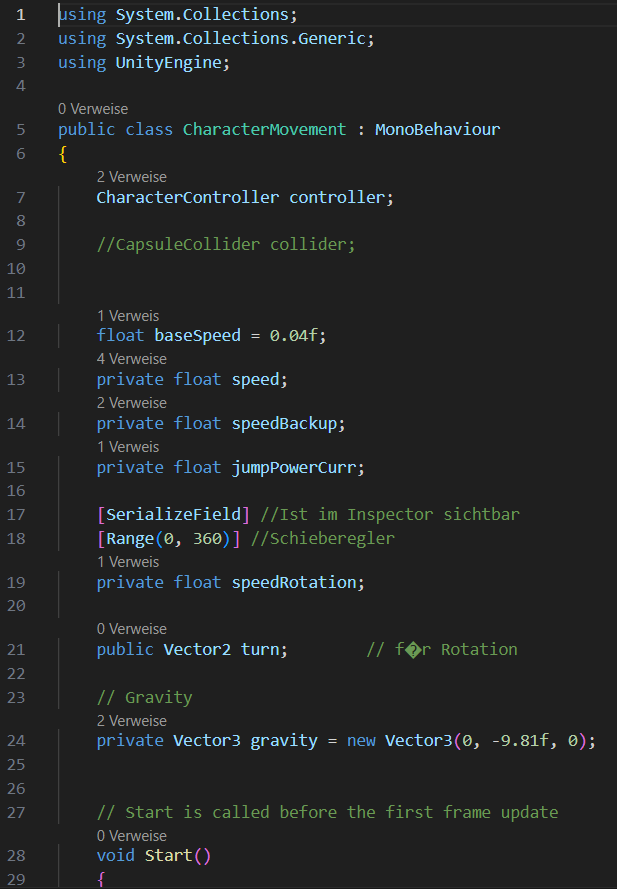 1 using System.Collections;
2 using System.Collections.Generic;
3 using UnityEngine;
4
0 Verweise
5 public class CharacterMovement : MonoBehaviour
6 {
2 Verweise
7 CharacterController controller;
8
9 //CapsuleCollider collider;
10
11
1 Verweis
12 float baseSpeed = 0.04f;
4 Verweise
13 private float speed;
2 Verweise
14 private float speedBackup;
1 Verweis
15 private float jumpPowerCurr;
16
17 [SerializeField] //Ist im Inspector sichtbar
18 [Range(0, 360)] //Schieberegler
1 Verweis
19 private float speedRotation;
20
0 Verweise
21 public Vector2 turn; // f�r Rotation
22
23 // Gravity
2 Verweise
24 private Vector3 gravity = new Vector3(0, -9.81f, 0);
25
26
27 // Start is called before the first frame update
0 Verweise
28 void Start()
29 {